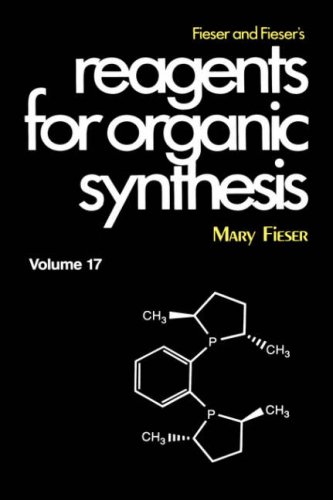 Fieser and Fieser's
reagents
for organic
synthesis
MARY FIESER
Volume 17
CH₃
P
CH₃
P
CH₃
CH₃